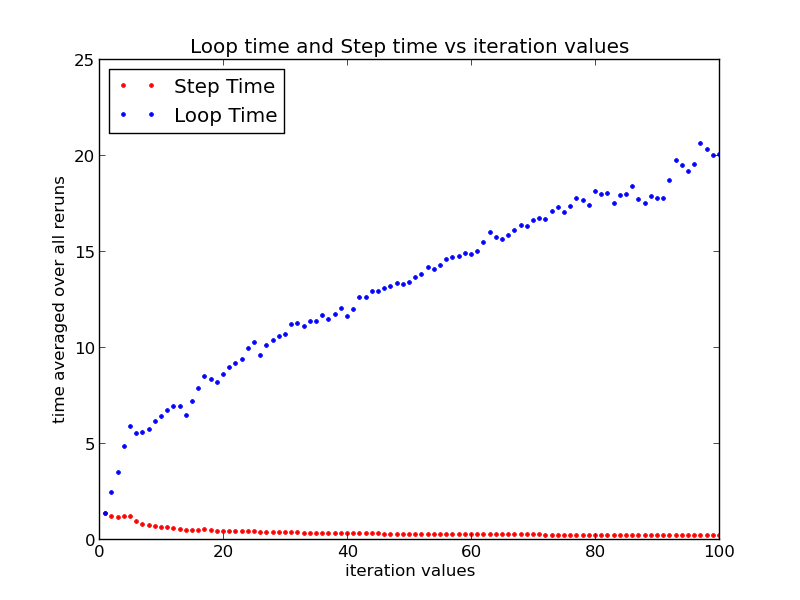 Loop time and Step time vs iteration values
25
Step Time
Loop Time
20
15
10
5
0
time averaged over all reruns
0 20 40 60 80 100
iteration values